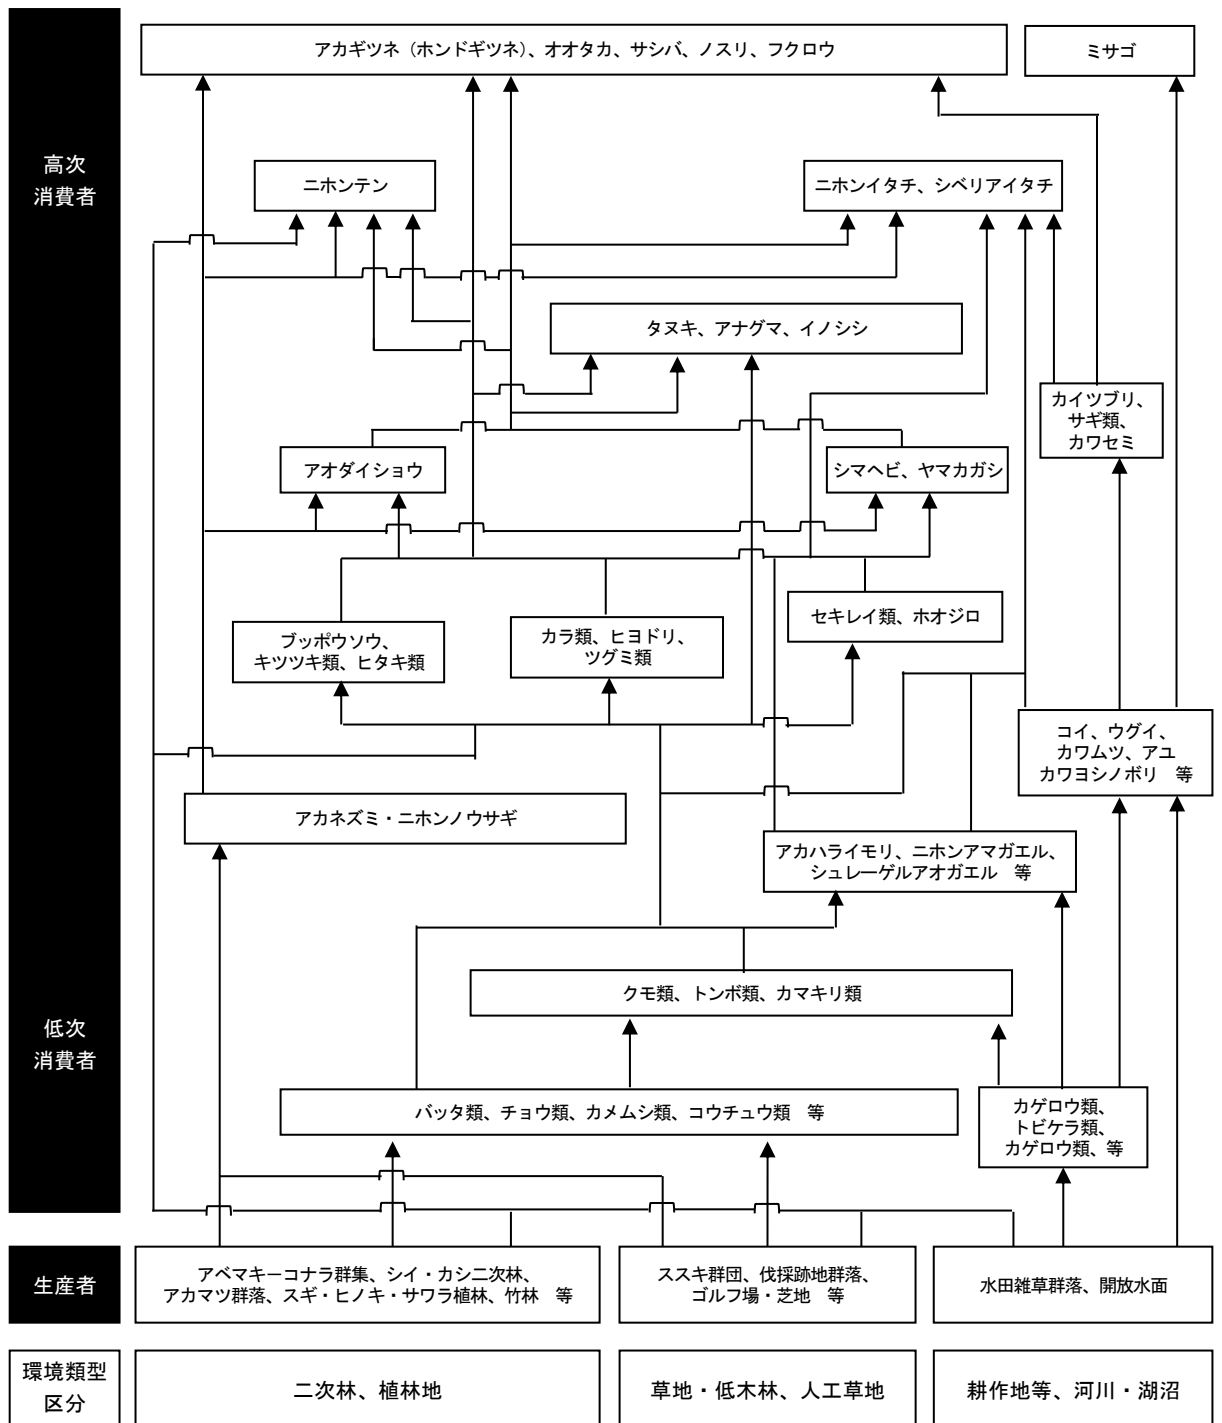 アカギツネ（ホンドギツネ）、オオタカ、サシバ、ノスリ、フクロウ
ミサゴ
高次
消費者
ニホンテン
ニホンイタチ、シベリアイタチ
タヌキ、アナグマ、イノシシ
カイツブリ、
サギ類、
カワセミ
アオダイショウ
シマヘビ、ヤマカガシ
セキレイ類、ホオジロ
ブッポウソウ、
キツツキ類、ヒタキ類
カラ類、ヒヨドリ、
ツグミ類
コイ、ウグイ、
カワムツ、アユ
カワヨシノボリ　等
アカネズミ・ニホンノウサギ
アカハライモリ、ニホンアマガエル、
シュレーゲルアオガエル　等
クモ類、トンボ類、カマキリ類
低次
消費者
バッタ類、チョウ類、カメムシ類、コウチュウ類　等
カゲロウ類、
トビケラ類、
カゲロウ類、等
生産者
アベマキーコナラ群集、シイ・カシ二次林、
アカマツ群落、スギ・ヒノキ・サワラ植林、竹林　等
ススキ群団、伐採跡地群落、
ゴルフ場・芝地　等
水田雑草群落、開放水面
環境類型
区分
二次林、植林地
草地・低木林、人工草地
耕作地等、河川・湖沼